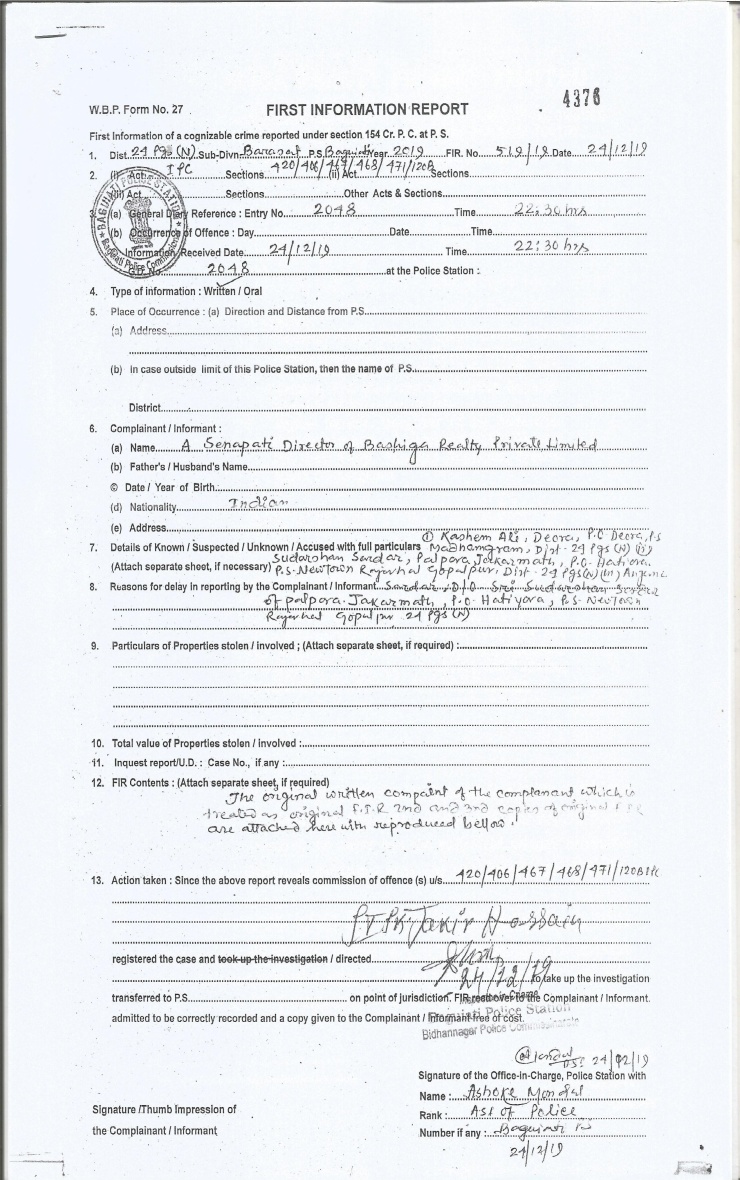 4376
W.B.P. Form No. 27 FIRST INFORMATION REPORT
First Information of a cognizable crime reported under section 154 Cr. P. C. at P. S.
1. Dist. 24 Pgs (N) Sub-Divn. Barasat P.S. Baguiati Year 2019 FIR. No. 519/19 Date 24/12/19
2. (i) Act IPC Sections 420/406/467/468/471/120B (ii) Act Sections
(iii) Act Sections Other Acts & Sections
3. (a) General Diary Reference : Entry No. 2048 Time 22:30 hrs
(b) Occurrence of Offence : Day Date Time
Information Received Date 24/12/19 Time 22:30 hrs
2048 at the Police Station :
BAGUIATI POLICE STATION
4. Type of information : Written / Oral
5. Place of Occurrence : (a) Direction and Distance from P.S.
(a) Address
(b) In case outside limit of this Police Station, then the name of P.S.
District
6. Complainant / Informant :
(a) Name A Senapati Director of Bashiga Realty Private Limited
(b) Father's / Husband's Name
© Date / Year of Birth
(d) Nationality Indian
(e) Address
① Kashem Ali, Deora, P.O Deora, P.S
7. Details of Known / Suspected / Unknown / Accused with full particulars Madhamgram, Dist- 24 Pgs (N) (ii)
(Attach separate sheet, if necessary) Sudarshan Sardar, Palpara, Jakarmath, P.O. Hatiara,
P.S. NewTown Rajarhat Gopalpur, Dist- 24 Pgs(N) (iii)
8. Reasons for delay in reporting by the Complainant / Informant Sardar, D/O Sri Sudarshan Sardar
of palpara Jakarmath, P.O- Hatiyara, P.S- NewTown
Rajarhat Gopalpur 24 Pgs (N)
9. Particulars of Properties stolen / involved ; (Attach separate sheet, if required) :
10. Total value of Properties stolen / involved :
11. Inquest report/U.D. : Case No., if any :
12. FIR Contents : (Attach separate sheet, if required)
The original written compaint of the complanant which is
treated as original F.I.R 2nd and 3rd copies of original FIR
are attached here with reproduced bellow.
13. Action taken : Since the above report reveals commission of offence (s) u/s. 420/406/467/468/471/120B IPC
Jakir Hossain
registered the case and took up the investigation / directed
24/12/19 to take up the investigation
transferred to P.S. on point of jurisdiction. FIR read over to the Complainant / Informant.
admitted to be correctly recorded and a copy given to the Complainant / Informant free of cost.
Baguiati Police Station
Bidhannagar Police Commissionerate
24/12/19
Signature of the Office-in-Charge, Police Station with
Name : Ashoke Mondal
Signature /Thumb Impression of
Rank : ASI of Police
the Complainant / Informant
Number if any : Baguiati PS
24/12/19